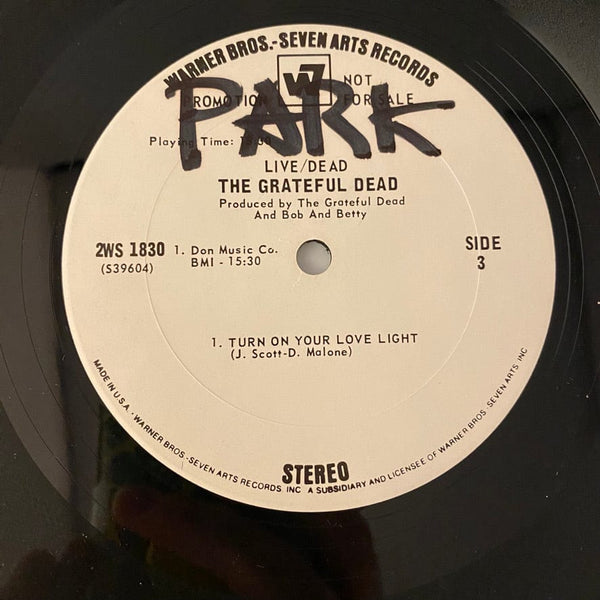 WARNER BROS.-SEVEN ARTS RECORDS
W7
PROMOTION NOT FOR SALE
PARK
Playing Time:
LIVE/DEAD
THE GRATEFUL DEAD
Produced by The Grateful Dead
And Bob And Betty
2WS 1830
(S39604)
1. Don Music Co.
BMI - 15:30
SIDE
3
1. TURN ON YOUR LOVE LIGHT
(J. Scott-D. Malone)
STEREO
MADE IN U.S.A. · WARNER BROS.-SEVEN ARTS RECORDS INC. A SUBSIDIARY AND LICENSEE OF WARNER BROS. SEVEN ARTS, INC